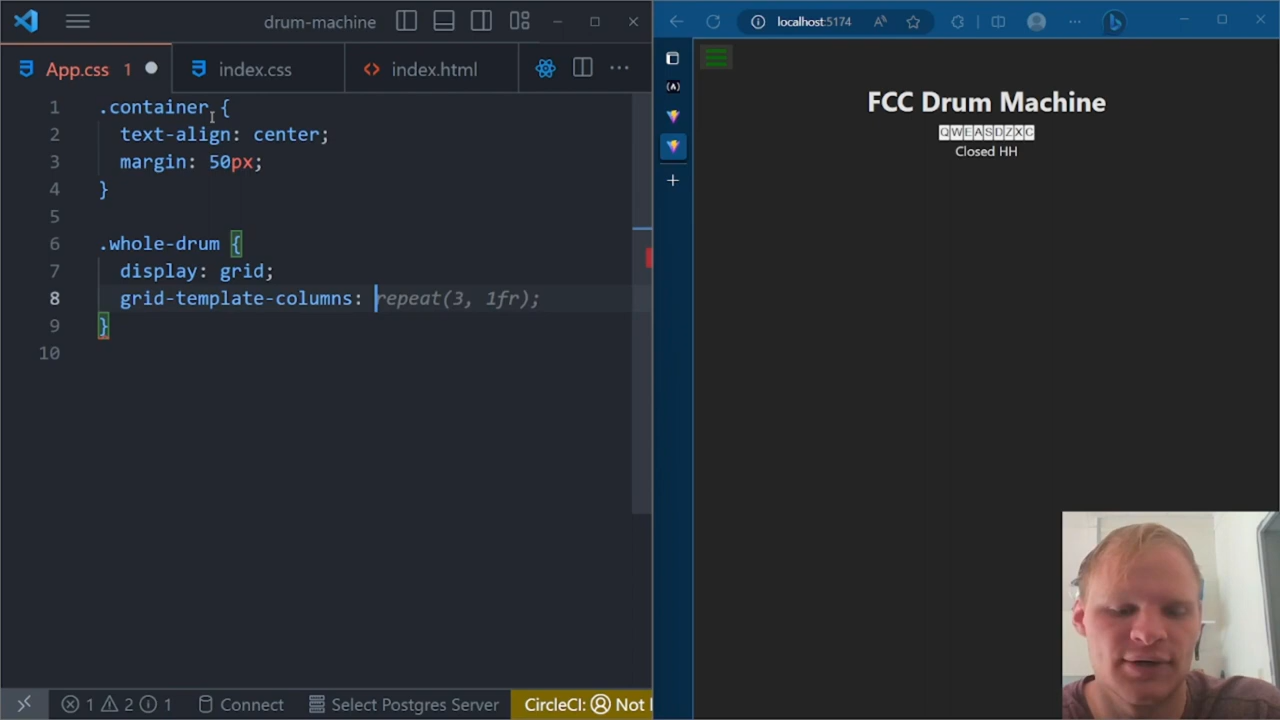 drum-machine
App.css 1
index.css
index.html
1 .container {
2 text-align: center;
3 margin: 50px;
4 }
5
6 .whole-drum {
7 display: grid;
8 grid-template-columns: repeat(3, 1fr);
9 }
10
1 2 1
Connect
Select Postgres Server
CircleCI: Not l
localhost:5174
FCC Drum Machine
QWEASDZXC
Closed HH